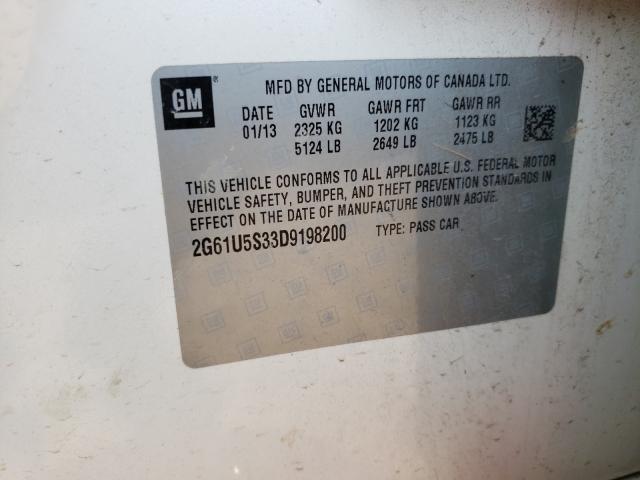 GM
MFD BY GENERAL MOTORS OF CANADA LTD.
DATE GVWR GAWR FRT GAWR RR
01/13 2325 KG 1202 KG 1123 KG
5124 LB 2649 LB 2475 LB
THIS VEHICLE CONFORMS TO ALL APPLICABLE U.S. FEDERAL MOTOR
VEHICLE SAFETY, BUMPER, AND THEFT PREVENTION STANDARDS IN
EFFECT ON THE DATE OF MANUFACTURE SHOWN ABOVE.
2G61U5S33D9198200 TYPE: PASS CAR